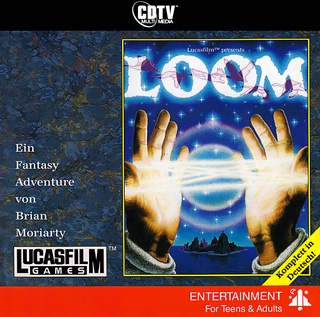 CDTV
MULTI MEDIA
Lucasfilm™ presents
LOOM
Ein
Fantasy
Adventure
von
Brian
Moriarty
LUCASFILM™
GAMES
Komplett in
Deutsch!
ENTERTAINMENT
For Teens & Adults